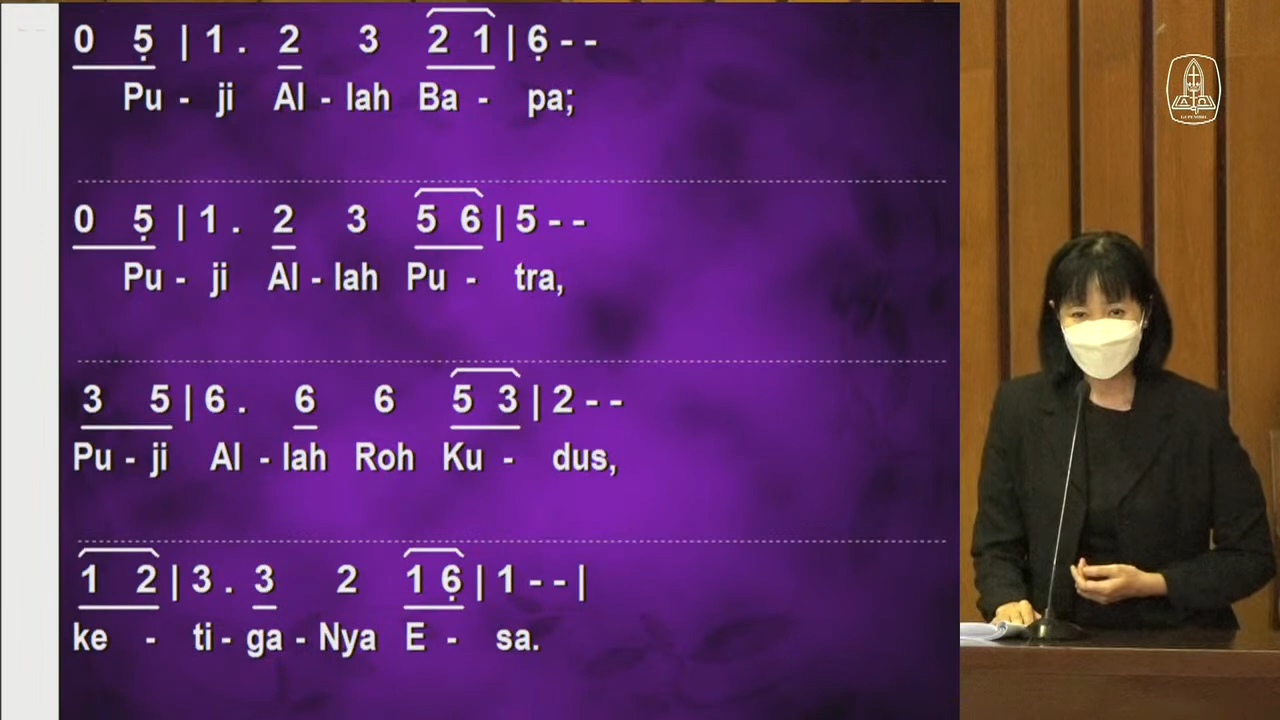 0 5̣ | 1 . 2 3 2 1 | 6̣ - -
Pu - ji Al - lah Ba - pa;
0 5̣ | 1 . 2 3 5 6 | 5 - -
Pu - ji Al - lah Pu - tra,
3 5 | 6 . 6 6 5 3 | 2 - -
Pu - ji Al - lah Roh Ku - dus,
1 2 | 3 . 3 2 1 6̣ | 1 - - |
ke - ti - ga - Nya E - sa.